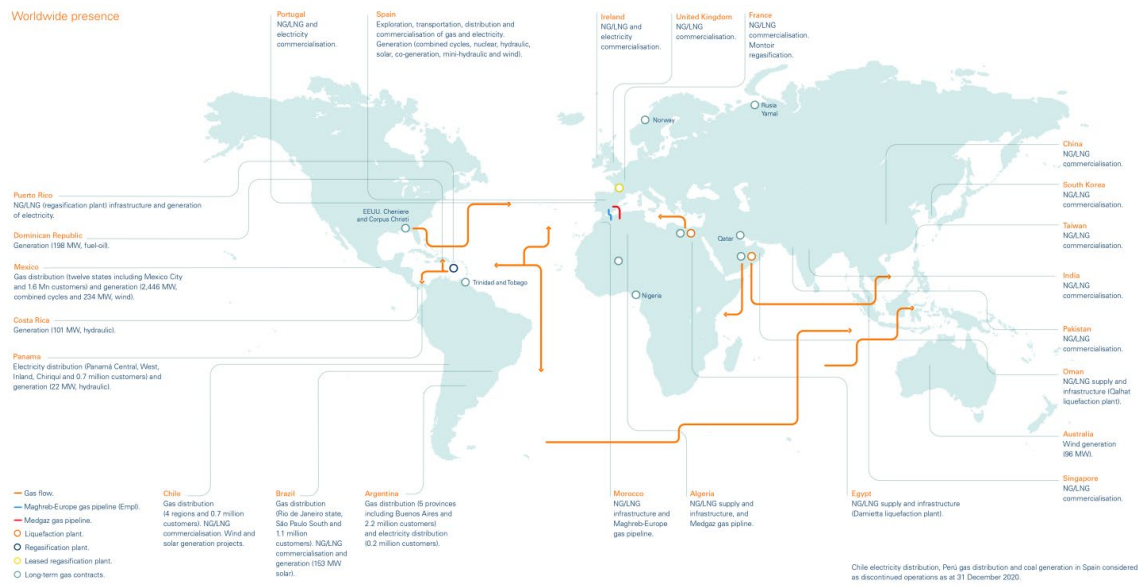 Worldwide presence
Portugal
NG/LNG and
electricity
commercialisation.
Spain
Exploration, transportation, distribution and
commercialisation of gas and electricity.
Generation (combined cycles, nuclear, hydraulic,
solar, co-generation, mini-hydraulic and wind).
Ireland
NG/LNG and
electricity
commercialisation.
United Kingdom
NG/LNG
commercialisation.
France
NG/LNG
commercialisation.
Montoir
regasification.
Norway
Rusia
Yamal
EEUU. Cheniere
and Corpus Christi
Trinidad and Tobago
Qatar
Nigeria
Puerto Rico
NG/LNG (regasification plant) infrastructure and generation
of electricity.
Dominican Republic
Generation (198 MW, fuel-oil).
Mexico
Gas distribution (twelve states including Mexico City
and 1.6 Mn customers) and generation (2,446 MW,
combined cycles and 234 MW, wind).
Costa Rica
Generation (101 MW, hydraulic).
Panama
Electricity distribution (Panamá Central, West,
Inland, Chiriqui and 0.7 million customers) and
generation (22 MW, hydraulic).
China
NG/LNG
commercialisation.
South Korea
NG/LNG
commercialisation.
Taiwan
NG/LNG
commercialisation.
India
NG/LNG
commercialisation.
Pakistan
NG/LNG
commercialisation.
Oman
NG/LNG supply and
infrastructure (Qalhat
liquefaction plant).
Australia
Wind generation
(96 MW).
Singapore
NG/LNG
commercialisation.
Gas flow.
Maghreb-Europe gas pipeline (Empl).
Medgaz gas pipeline.
Liquefaction plant.
Regasification plant.
Leased regasification plant.
Long-term gas contracts.
Chile
Gas distribution
(4 regions and 0.7 million
customers). NG/LNG
commercialisation. Wind and
solar generation projects.
Brazil
Gas distribution
(Rio de Janeiro state,
São Paulo South and
1.1 million
customers). NG/LNG
commercialisation and
generation (153 MW
solar).
Argentina
Gas distribution (5 provinces
including Buenos Aires and
2.2 million customers)
and electricity distribution
(0.2 million customers).
Morocco
NG/LNG
infrastructure and
Maghreb-Europe
gas pipeline.
Algeria
NG/LNG supply and
infrastructure, and
Medgaz gas pipline.
Egypt
NG/LNG supply and infrastructure
(Damietta liquefaction plant).
Chile electricity distribution, Perú gas distribution and coal generation in Spain considered
as discontinued operations as at 31 December 2020.